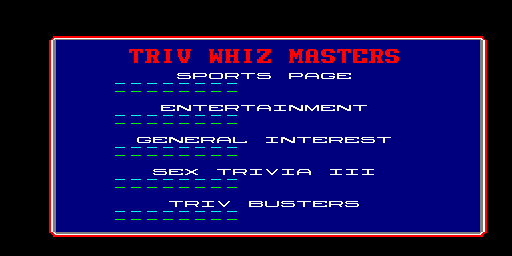 TRIV WHIZ MASTERS
SPORTS PAGE
_ _ _ _ _ _ _ _
_ _ _ _ _ _ _ _
ENTERTAINMENT
_ _ _ _ _ _ _ _
_ _ _ _ _ _ _ _
GENERAL INTEREST
_ _ _ _ _ _ _ _
_ _ _ _ _ _ _ _
SEX TRIVIA III
_ _ _ _ _ _ _ _
_ _ _ _ _ _ _ _
TRIV BUSTERS
_ _ _ _ _ _ _ _
_ _ _ _ _ _ _ _